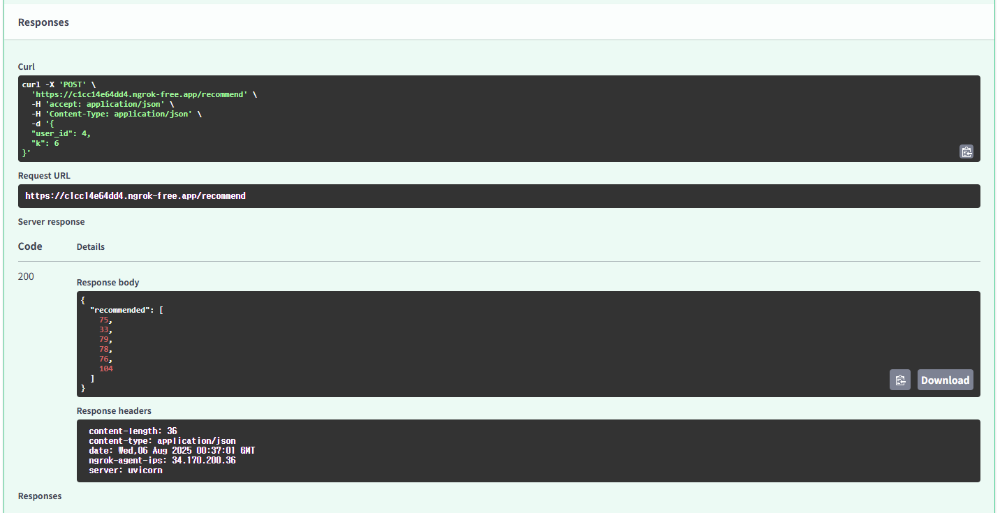 Responses
Curl
curl -X 'POST' \
'https://c1cc14e64dd4.ngrok-free.app/recommend' \
-H 'accept: application/json' \
-H 'Content-Type: application/json' \
-d '{
"user_id": 4,
"k": 6
}'
Request URL
https://c1cc14e64dd4.ngrok-free.app/recommend
Server response
Code Details
200
Response body
{
"recommended": [
75,
33,
79,
78,
76,
104
]
}
Download
Response headers
content-length: 36
content-type: application/json
date: Wed,06 Aug 2025 00:37:01 GMT
ngrok-agent-ips: 34.170.200.36
server: uvicorn
Responses